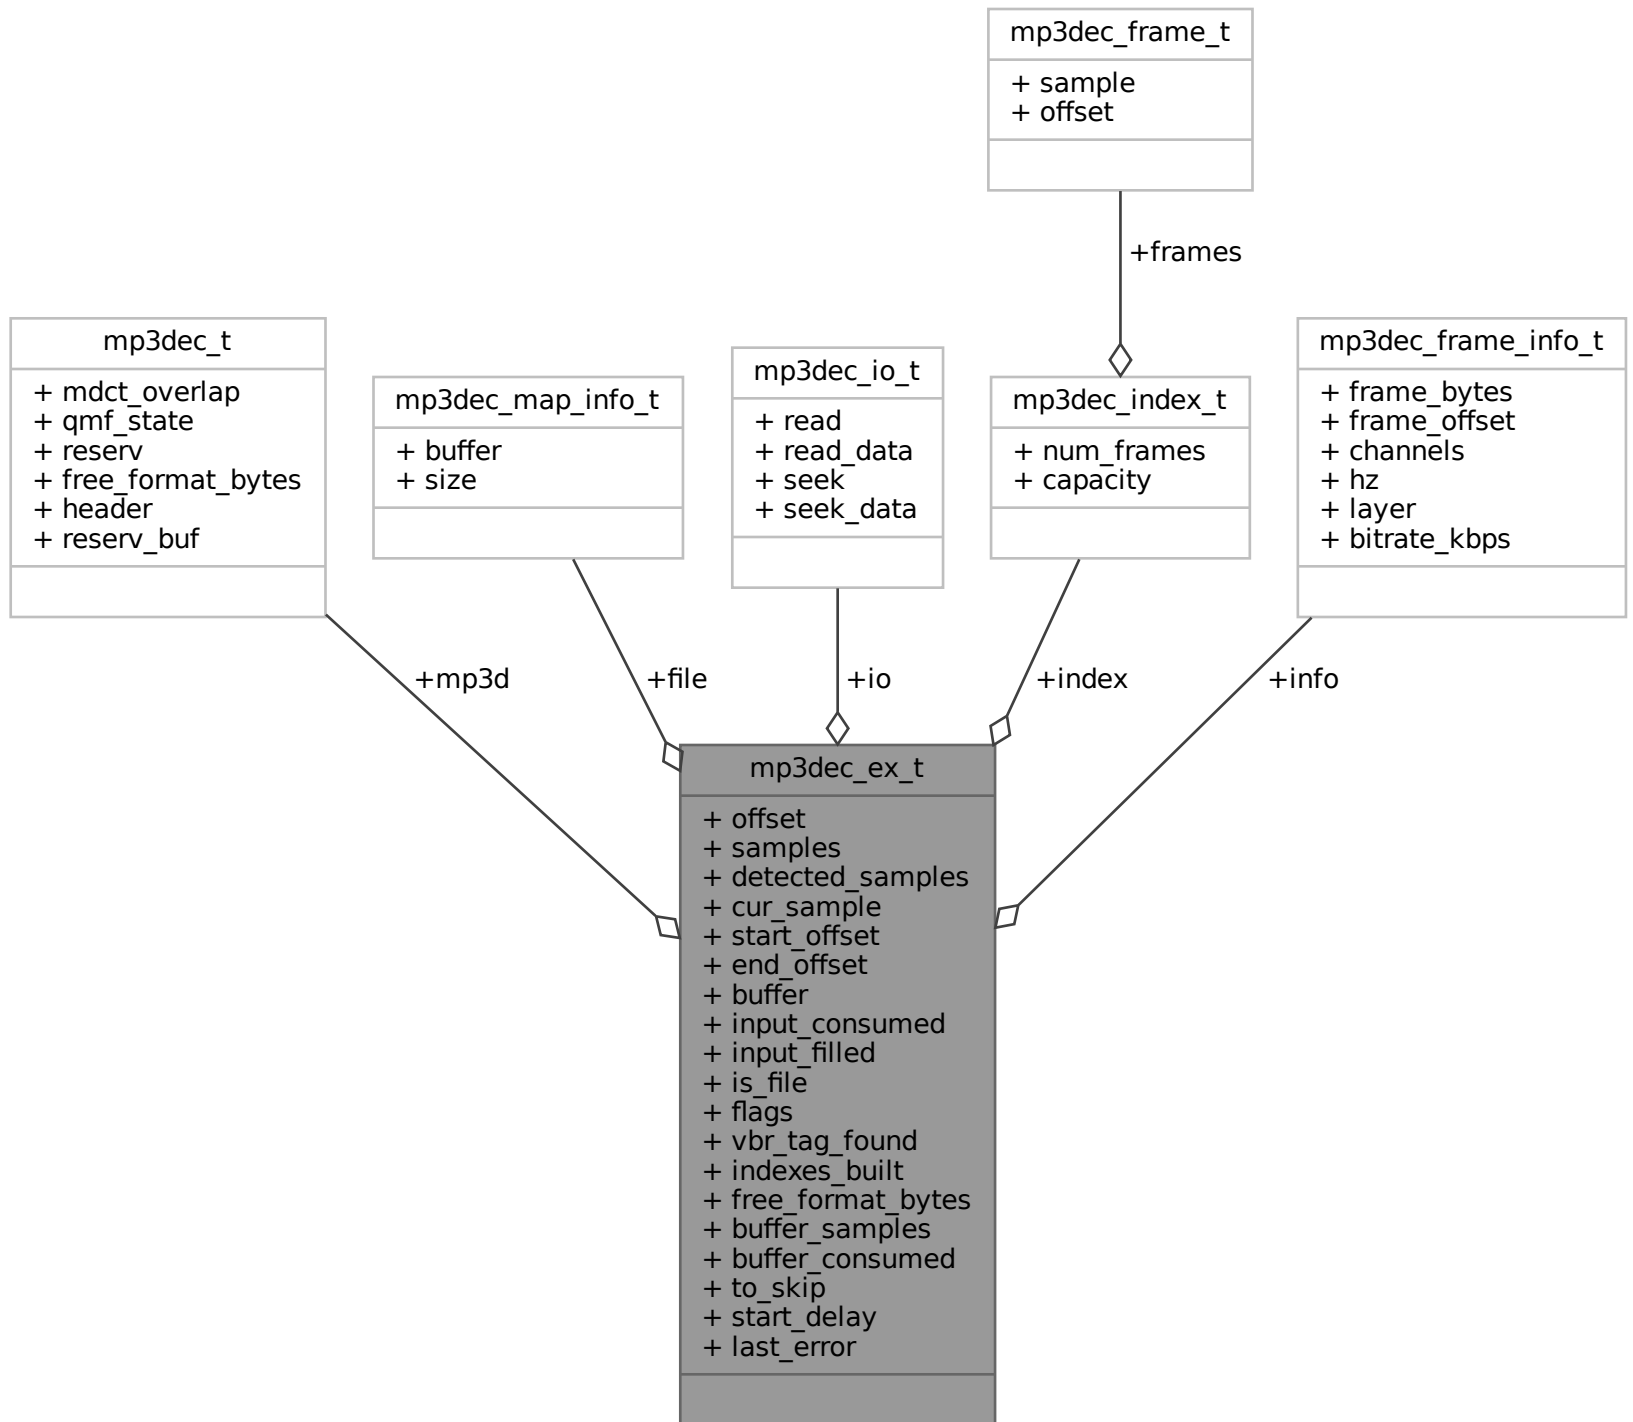 mp3dec_frame_t
+ sample
+ offset
+frames
mp3dec_t
+ mdct_overlap
+ qmf_state
+ reserv
+ free_format_bytes
+ header
+ reserv_buf
mp3dec_map_info_t
+ buffer
+ size
mp3dec_io_t
+ read
+ read_data
+ seek
+ seek_data
mp3dec_index_t
+ num_frames
+ capacity
mp3dec_frame_info_t
+ frame_bytes
+ frame_offset
+ channels
+ hz
+ layer
+ bitrate_kbps
+mp3d
+file
+io
+index
+info
mp3dec_ex_t
+ offset
+ samples
+ detected_samples
+ cur_sample
+ start_offset
+ end_offset
+ buffer
+ input_consumed
+ input_filled
+ is_file
+ flags
+ vbr_tag_found
+ indexes_built
+ free_format_bytes
+ buffer_samples
+ buffer_consumed
+ to_skip
+ start_delay
+ last_error